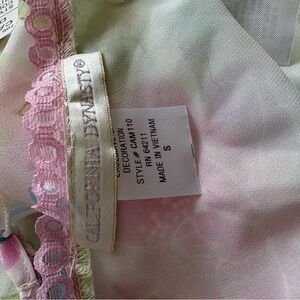 CALIFORNIA DYNASTY®
DECORATION
STYLE# CAM110
RN 64211
MADE IN VIETNAM
S